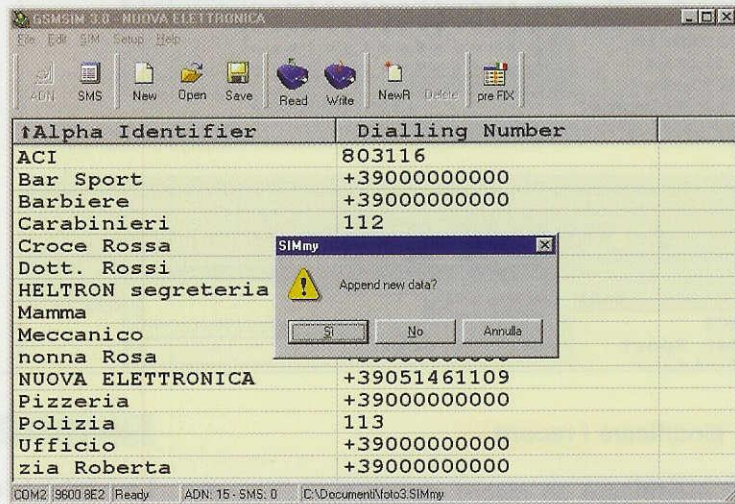 GSMSIM 3.0 - NUOVA ELETTRONICA
File Edit SIM Setup Help
ADN SMS New Open Save Read Write NewR Delete pre FIX
↑Alpha Identifier Dialling Number
ACI 803116
Bar Sport +39000000000
Barbiere +39000000000
Carabinieri 112
Croce Rossa
Dott. Rossi
HELTRON segreteria
Mamma
Meccanico
nonna Rosa
NUOVA ELETTRONICA +39051461109
Pizzeria +39000000000
Polizia 113
Ufficio +39000000000
zia Roberta +39000000000
SIMmy
Append new data?
Sì No Annulla
COM2 9600 8E2 Ready ADN: 15 - SMS: 0 C:\Documenti\foto3.SIMmy